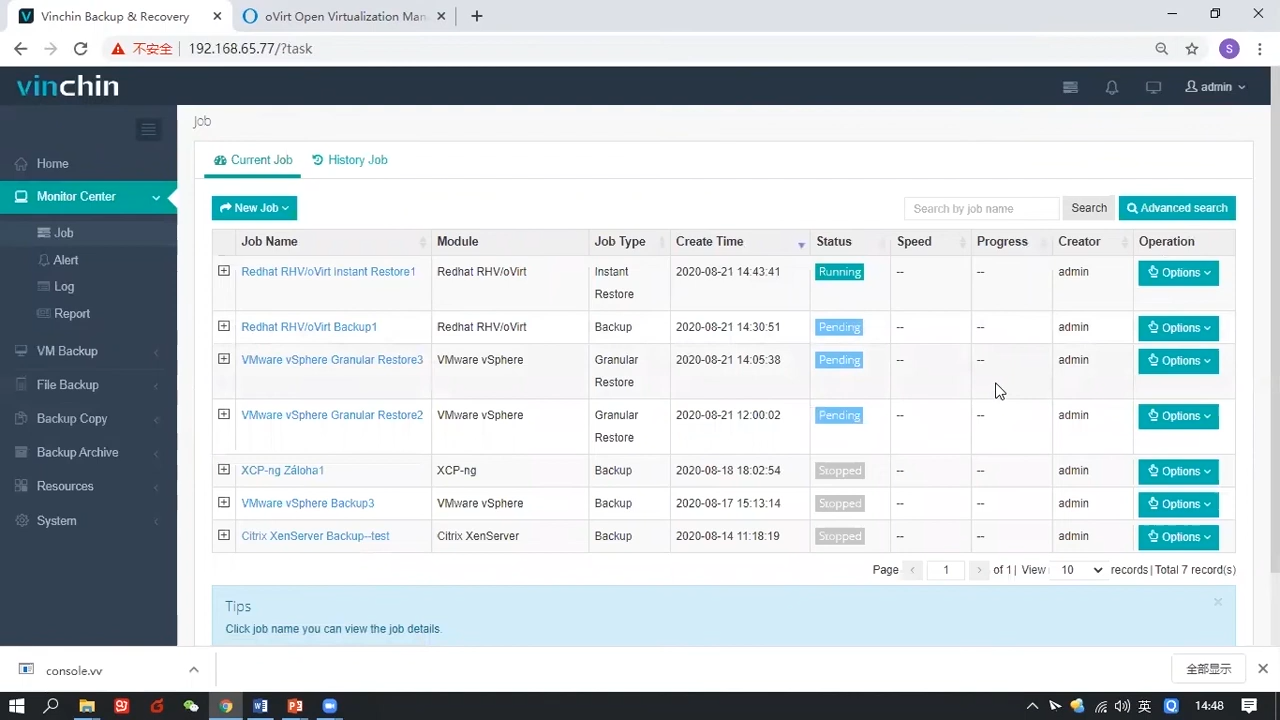 Vinchin Backup & Recovery
oVirt Open Virtualization Man
不安全
192.168.65.77/?task
S
vinchin
admin
Job
Home
Monitor Center
Job
Alert
Log
Report
VM Backup
File Backup
Backup Copy
Backup Archive
Resources
System
Current Job
History Job
New Job
Search by job name
Search
Advanced search
Job Name Module Job Type Create Time Status Speed Progress Creator Operation
Redhat RHV/oVirt instant Restore1 Redhat RHV/oVirt Instant Restore 2020-08-21 14:43:41 Running -- -- admin Options
Redhat RHV/oVirt Backup1 Redhat RHV/oVirt Backup 2020-08-21 14:30:51 Pending -- -- admin Options
VMware vSphere Granular Restore3 VMware vSphere Granular Restore 2020-08-21 14:05:38 Pending -- -- admin Options
VMware vSphere Granular Restore2 VMware vSphere Granular Restore 2020-08-21 12:00:02 Pending -- -- admin Options
XCP-ng Záloha1 XCP-ng Backup 2020-08-18 18:02:54 Stopped -- -- admin Options
VMware vSphere Backup3 VMware vSphere Backup 2020-08-17 15:13:14 Stopped -- -- admin Options
Citrix XenServer Backup--test Citrix XenServer Backup 2020-08-14 11:18:19 Stopped -- -- admin Options
Page < 1 > of 1 | View 10 records | Total 7 record(s)
Tips
Click job name you can view the job details.
console.vv
全部显示
英
14:48